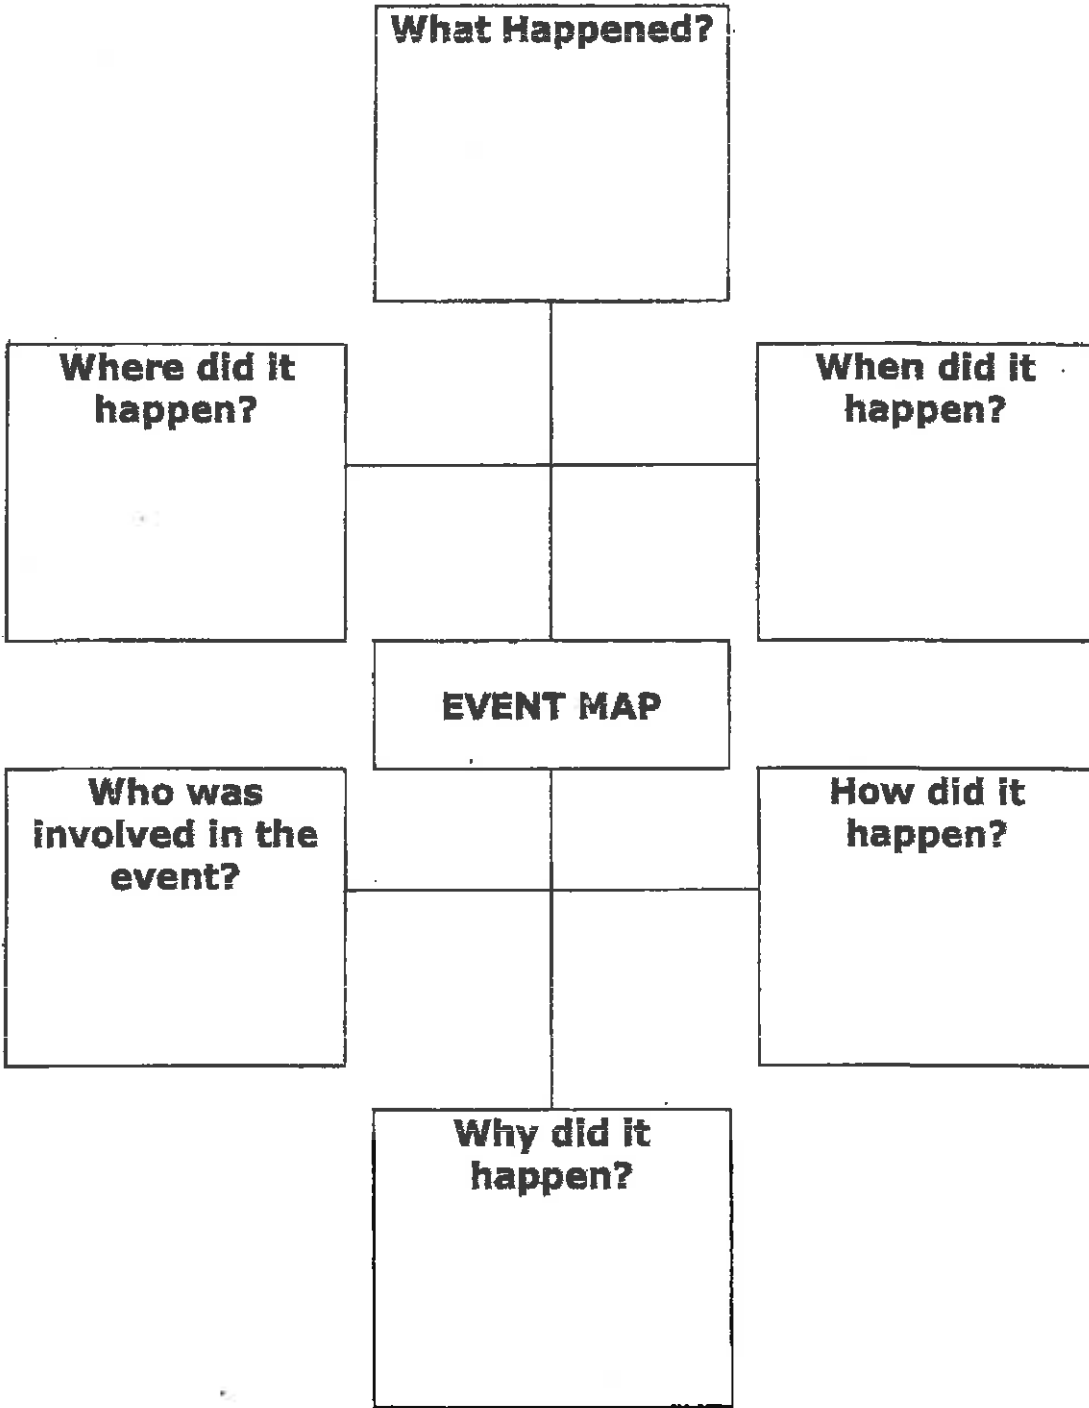 What Happened?
Where did it
happen?
When did it
happen?
EVENT MAP
Who was
involved in the
event?
How did it
happen?
Why did it
happen?